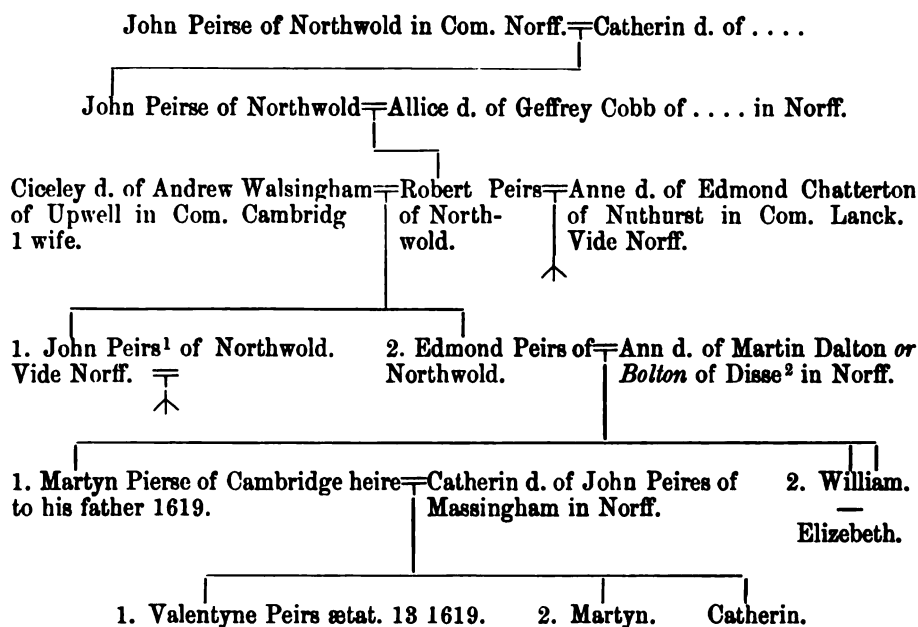 John Peirse of Northwold in Com. Norff.=Catherin d. of . . . .
John Peirse of Northwold=Allice d. of Geffrey Cobb of . . . . in Norff.
Ciceley d. of Andrew Walsingham=Robert Peirs=Anne d. of Edmond Chatterton
of Upwell in Com. Cambridg of North- of Nuthurst in Com. Lanck.
1 wife. wold. Vide Norff.
1. John Peirs¹ of Northwold. 2. Edmond Peirs of=Ann d. of Martin Dalton or
Vide Norff. Northwold. Bolton of Disse² in Norff.
1. Martyn Pierse of Cambridge heire=Catherin d. of John Peires of 2. William.
to his father 1619. Massingham in Norff. —
Elizebeth.
1. Valentyne Peirs ætat. 13 1619. 2. Martyn. Catherin.